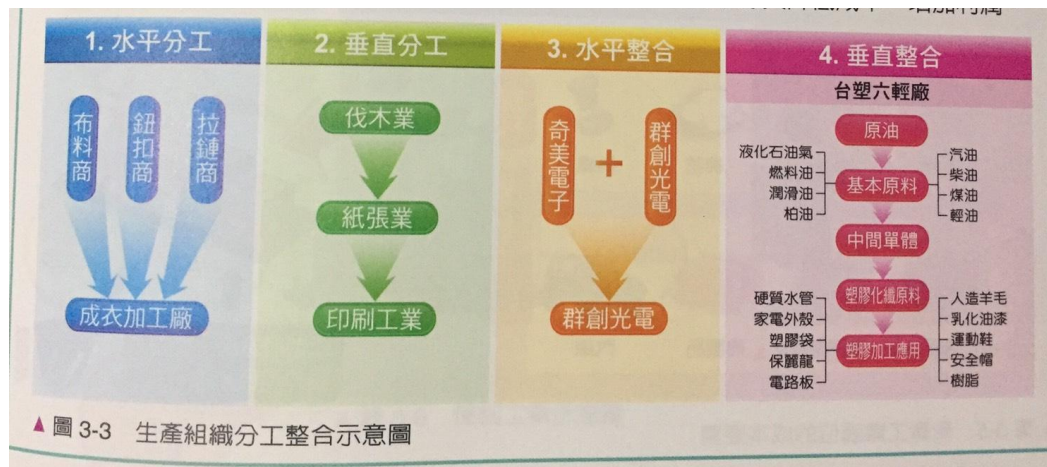 1. 水平分工
布料商
鈕扣商
拉鏈商
成衣加工廠
2. 垂直分工
伐木業
紙張業
印刷工業
3. 水平整合
奇美電子
+
群創光電
群創光電
4. 垂直整合
台塑六輕廠
原油
液化石油氣
燃料油
潤滑油
柏油
基本原料
汽油
柴油
煤油
輕油
中間單體
塑膠化纖原料
硬質水管
家電外殼
塑膠袋
保麗龍
電路板
塑膠加工應用
人造羊毛
乳化油漆
運動鞋
安全帽
樹脂
▲ 圖 3-3 生產組織分工整合示意圖